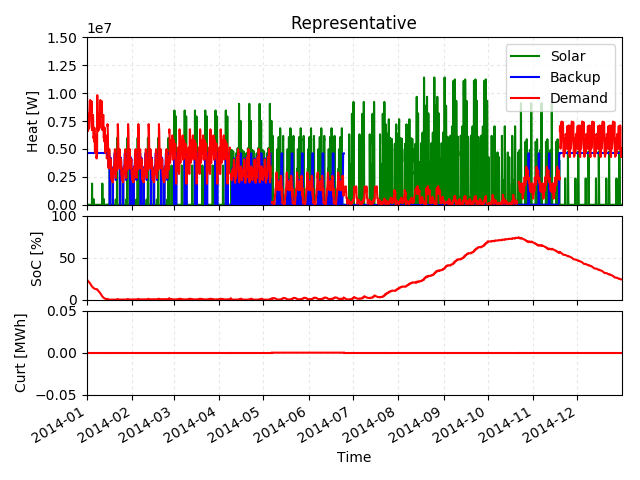 Representative
1e7
1.50
1.25
1.00
0.75
0.50
0.25
0.00
Heat [W]
Solar
Backup
Demand
100
50
0
SoC [%]
0.05
0.00
−0.05
Curt [MWh]
2014-01
2014-02
2014-03
2014-04
2014-05
2014-06
2014-07
2014-08
2014-09
2014-10
2014-11
2014-12
Time